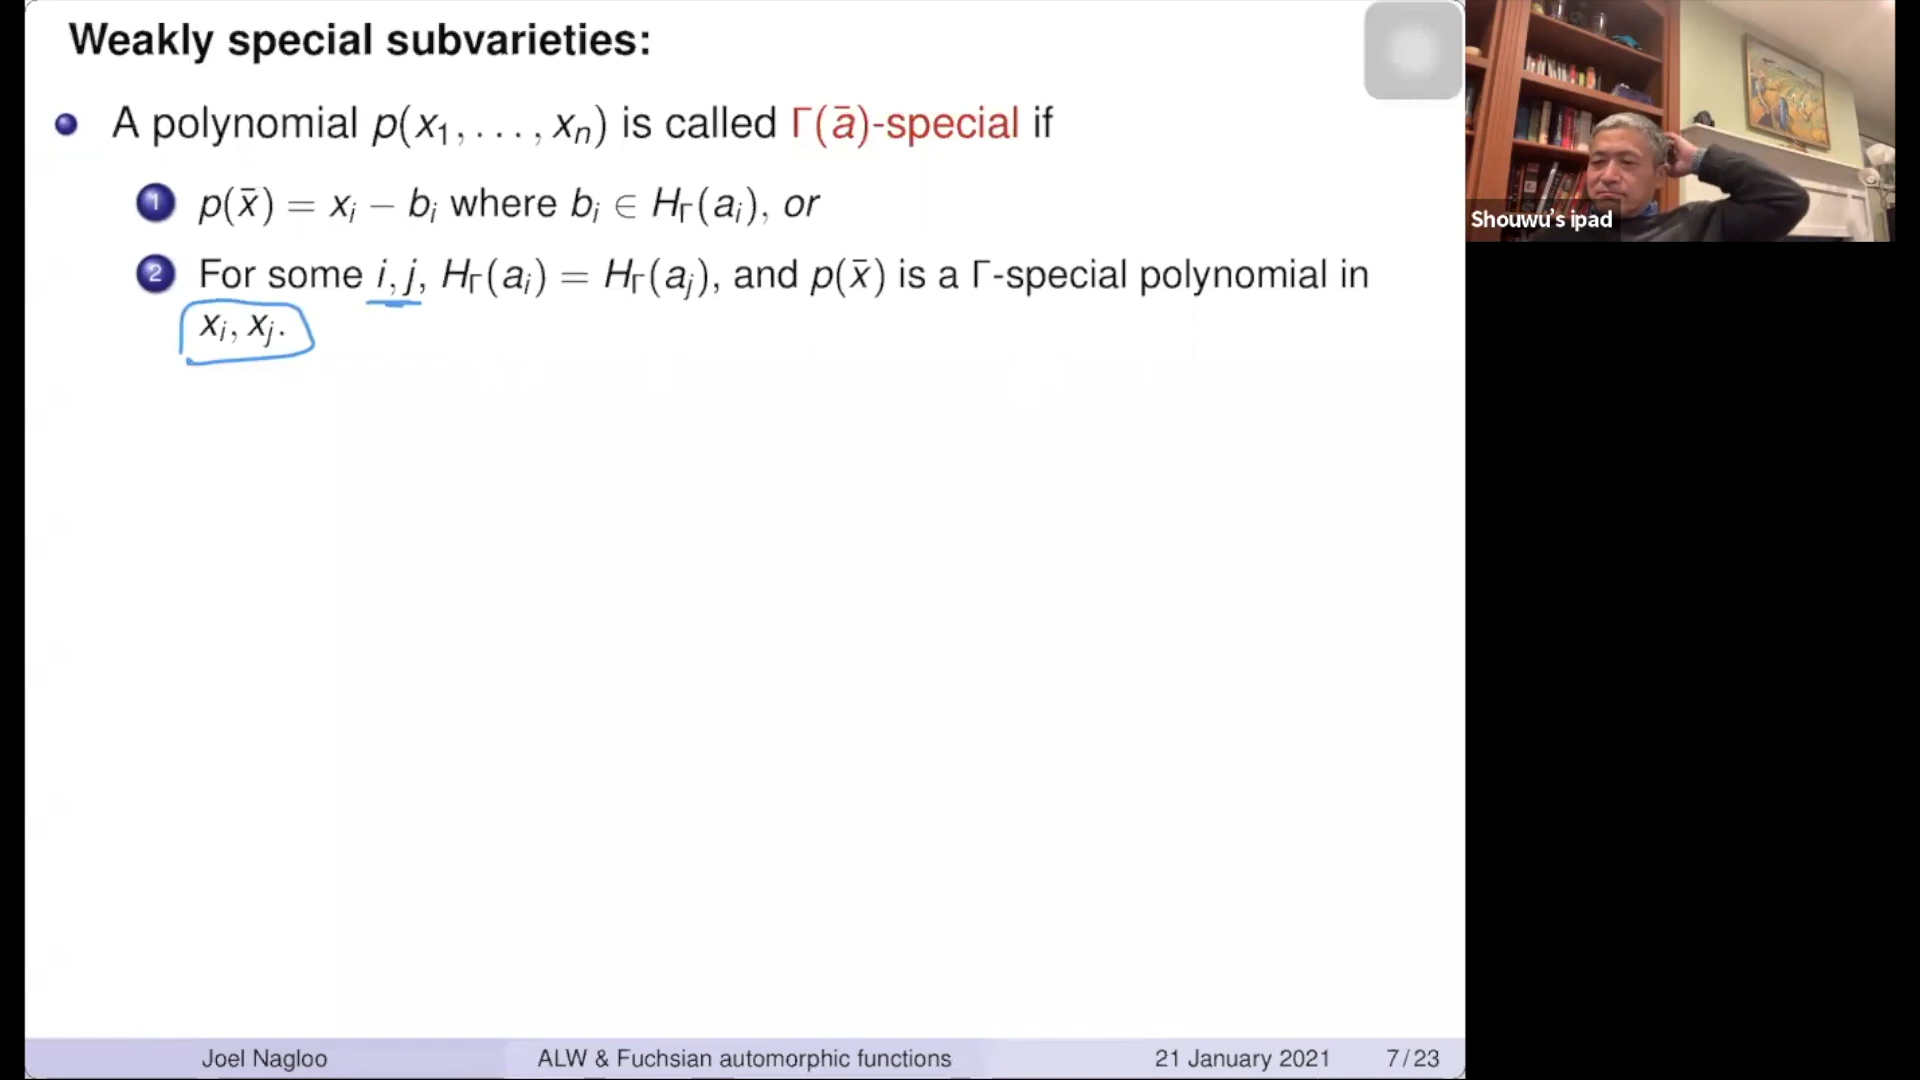 Weakly special subvarieties:
A polynomial p(x₁, . . . , xₙ) is called Γ(ā)-special if
1 p(x̄) = xᵢ − bᵢ where bᵢ ∈ H_Γ(aᵢ), or
2 For some i, j, H_Γ(aᵢ) = H_Γ(aⱼ), and p(x̄) is a Γ-special polynomial in
xᵢ, xⱼ.
Shouwu's ipad
Joel Nagloo ALW & Fuchsian automorphic functions 21 January 2021 7/23